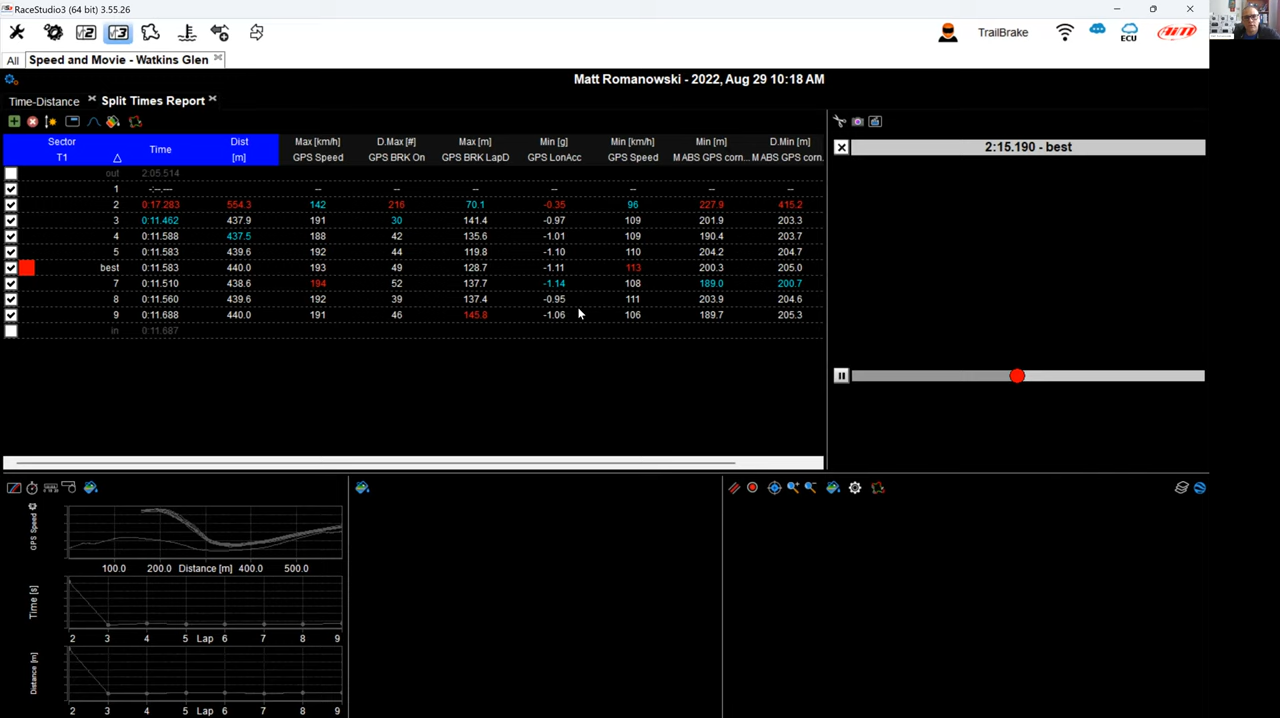 RaceStudio3 (64 bit) 3.55.26
2
3
TrailBrake
ECU
AiM
All
Speed and Movie - Watkins Glen
Matt Romanowski - 2022, Aug 29 10:18 AM
Time-Distance
Split Times Report
Sector T1 Time Dist [m] Max [km/h] GPS Speed D.Max [#] GPS BRK On Max [m] GPS BRK LapD Min [g] GPS LonAcc Min [km/h] GPS Speed Min [m] M ABS GPS corn... D.Min [m] M ABS GPS corn.
out 2:05.514
1 -:--.--- -- -- -- -- -- -- --
2 0:17.283 554.3 142 216 70.1 -0.35 96 227.9 415.2
3 0:11.462 437.9 191 30 141.4 -0.97 109 201.9 203.3
4 0:11.588 437.5 188 42 135.6 -1.01 109 190.4 203.7
5 0:11.583 439.6 192 44 119.8 -1.10 110 204.2 204.7
best 0:11.583 440.0 193 49 128.7 -1.11 113 200.3 205.0
7 0:11.510 438.6 194 52 137.7 -1.14 108 189.0 200.7
8 0:11.560 439.6 192 39 137.4 -0.95 111 203.9 204.6
9 0:11.688 440.0 191 46 145.8 -1.06 106 189.7 205.3
in 0:11.687
2:15.190 - best
GPS Speed
100.0 200.0 Distance [m] 400.0 500.0
Time [s]
2 3 4 5 Lap 6 7 8 9
Distance [m]
2 3 4 5 Lap 6 7 8 9